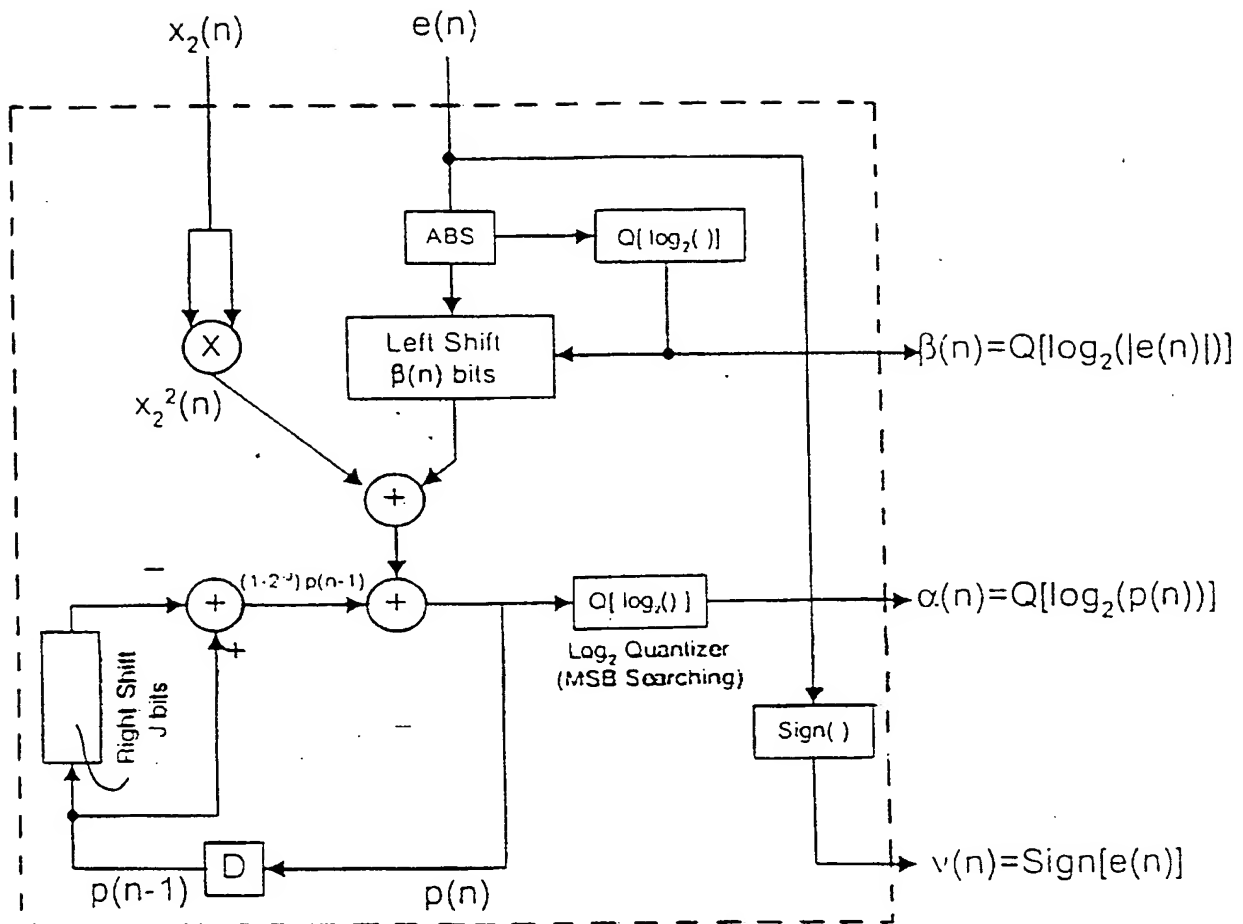 x₂(n)
e(n)
ABS
Q[log₂()]
Left Shift
β(n) bits
X
x₂²(n)
β(n)=Q[log₂(|e(n)|)]
+
−
+
(1-2⁻ᴶ) p(n-1)
+
Q[log₂()]
α(n)=Q[log₂(p(n))]
+
Log₂ Quantizer
(MSB Searching)
Right Shift
J bits
−
Sign()
D
p(n-1)
p(n)
ν(n)=Sign[e(n)]